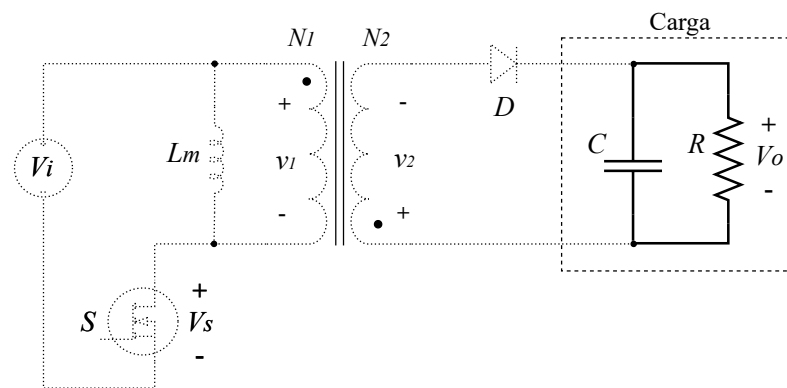 Carga
N1 N2
+ - D +
Vi Lm v1 v2 C R Vo
- + -
+
S Vs
-